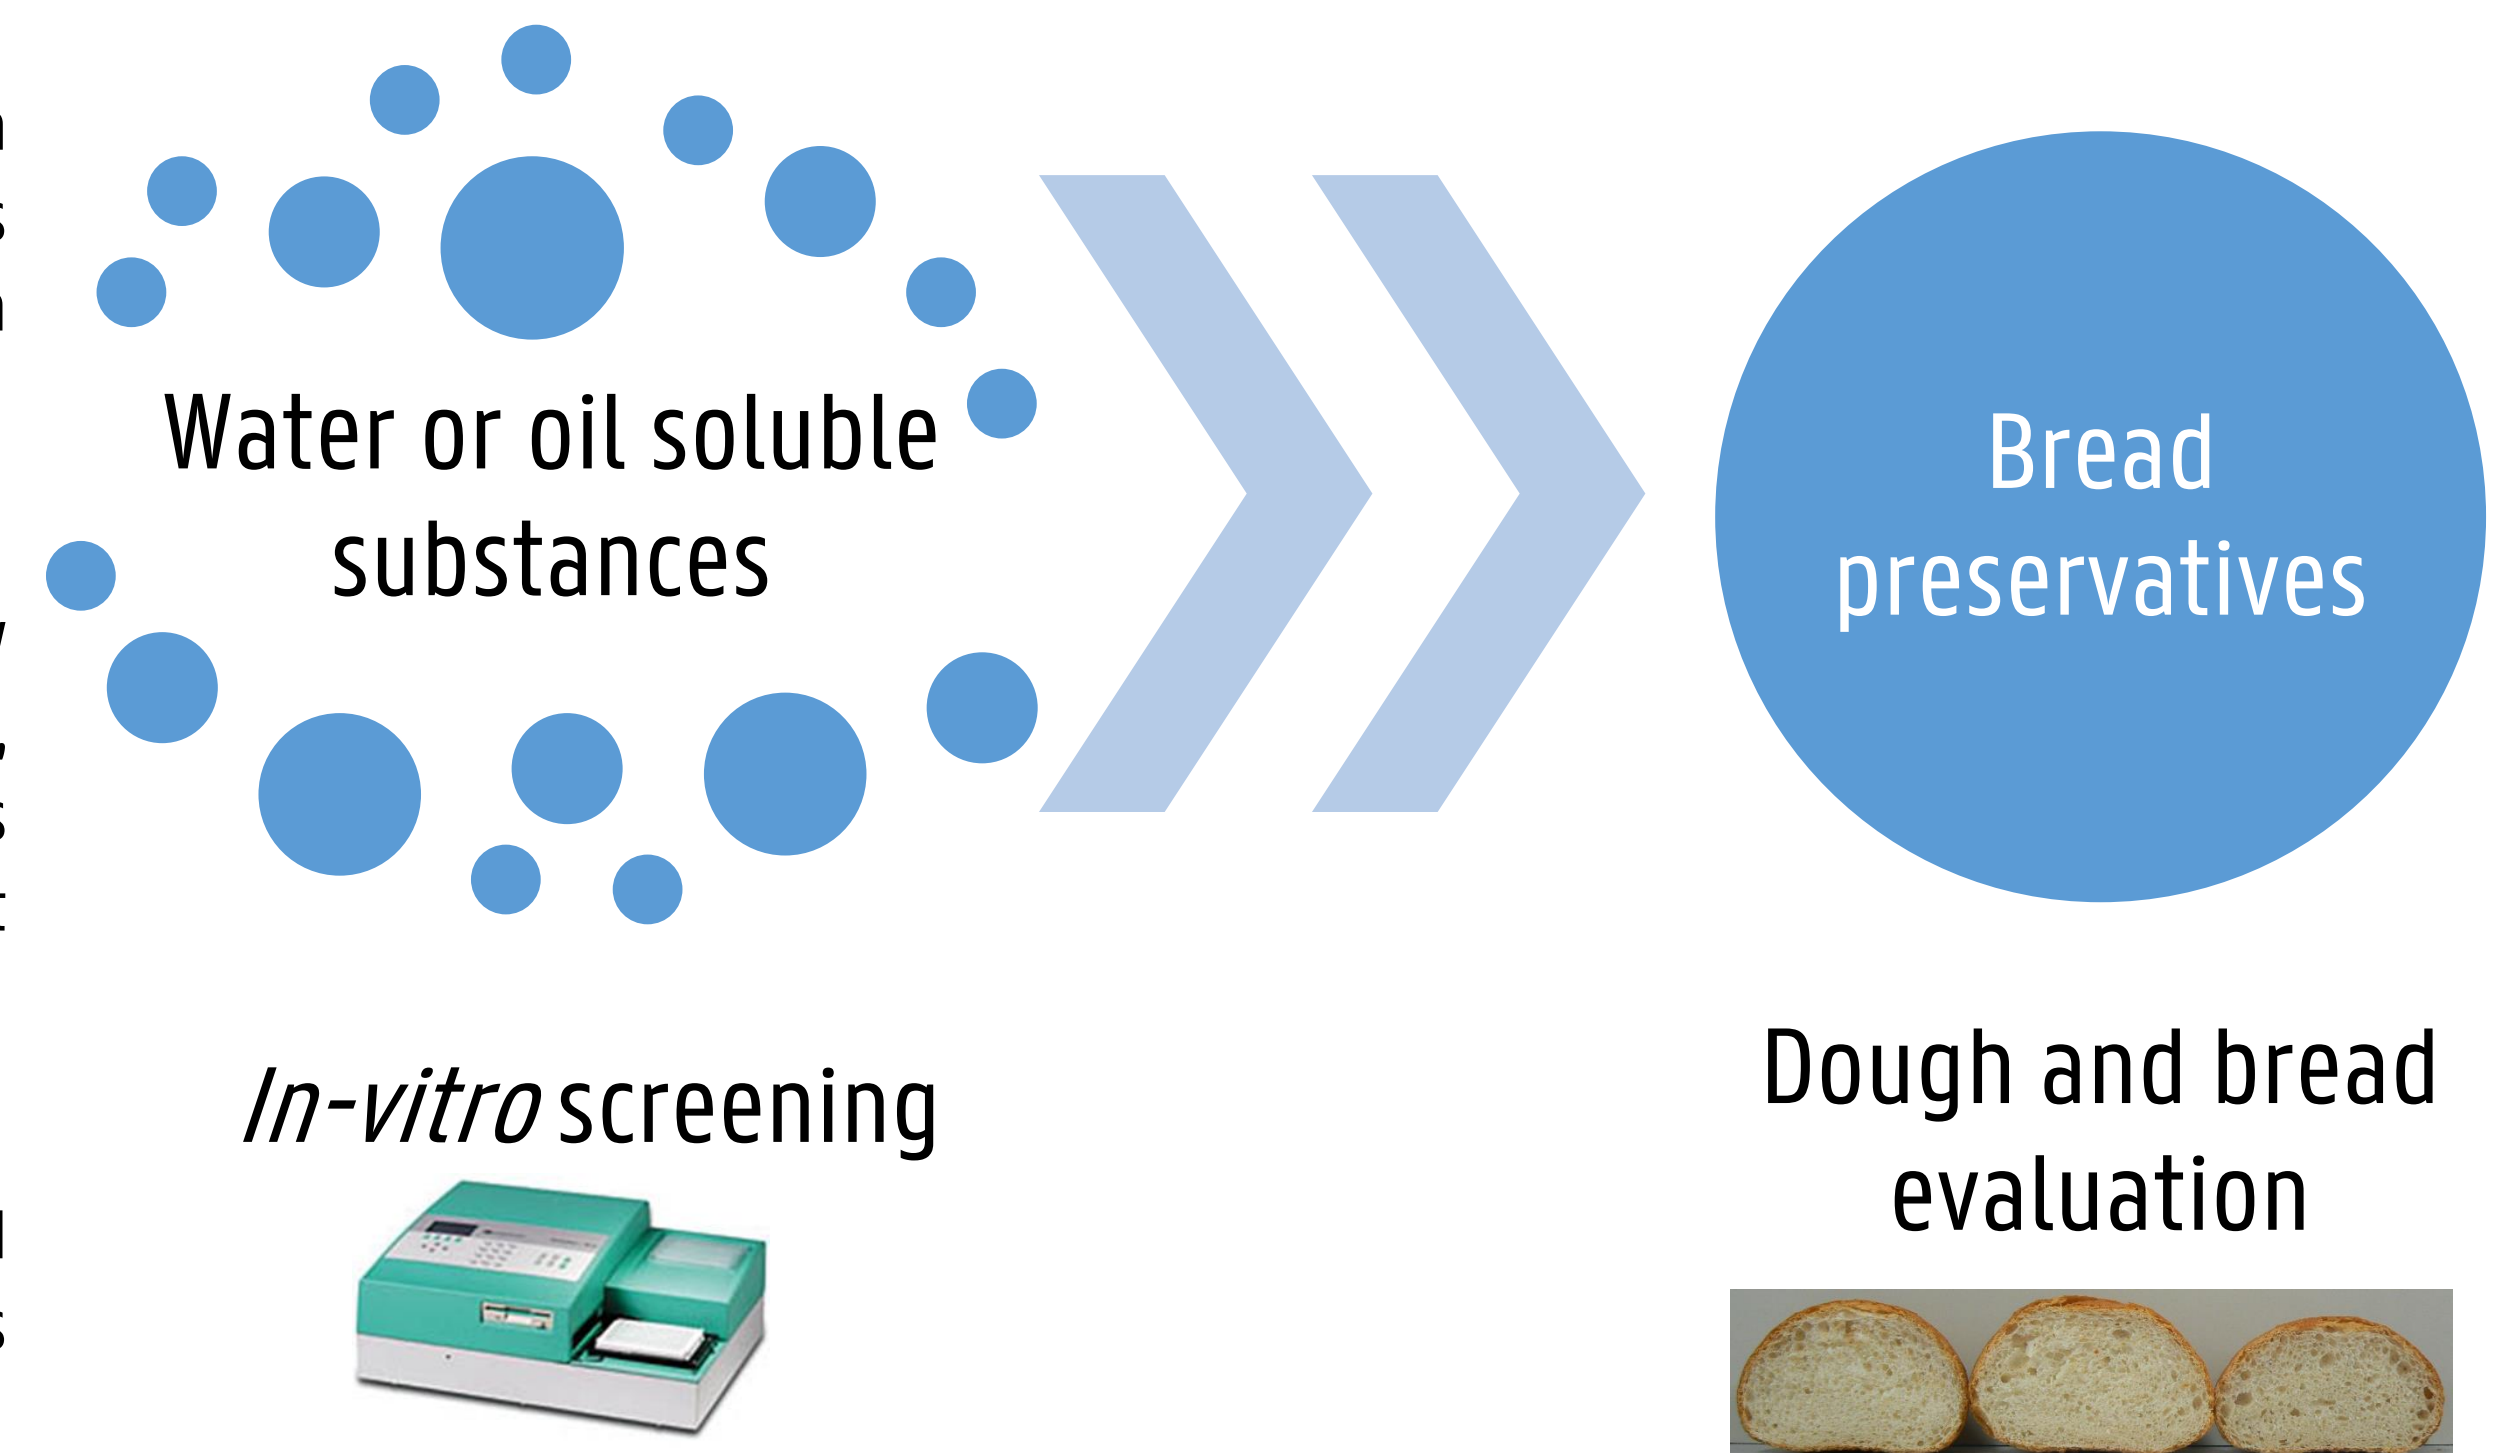 Water or oil soluble
substances
Bread
preservatives
In-vitro screening
Dough and bread
evaluation